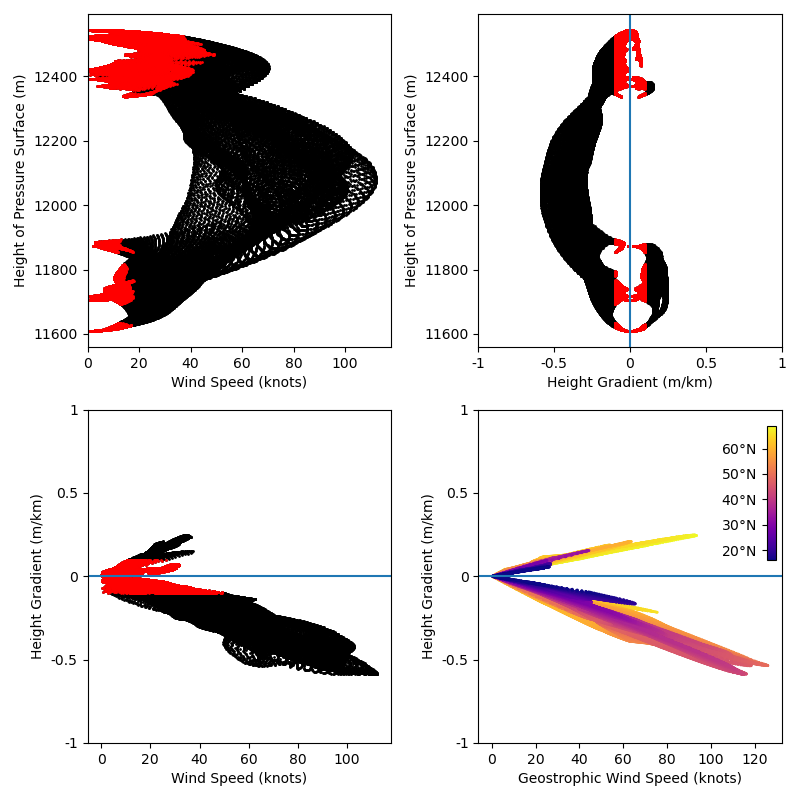 12400
12200
12000
11800
11600
Height of Pressure Surface (m)
0 20 40 60 80 100
Wind Speed (knots)
12400
12200
12000
11800
11600
Height of Pressure Surface (m)
-1 -0.5 0 0.5 1
Height Gradient (m/km)
1
0.5
0
-0.5
-1
Height Gradient (m/km)
0 20 40 60 80 100
Wind Speed (knots)
1
0.5
0
-0.5
-1
Height Gradient (m/km)
60°N
50°N
40°N
30°N
20°N
0 20 40 60 80 100 120
Geostrophic Wind Speed (knots)